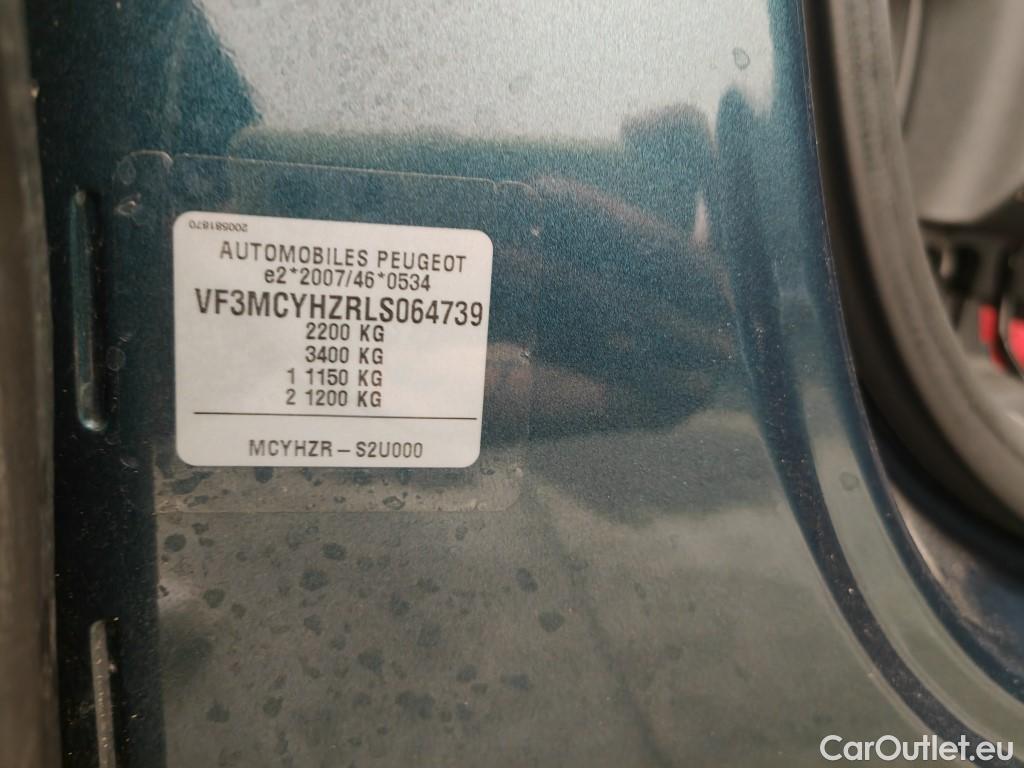 200581870
AUTOMOBILES PEUGEOT
e2*2007/46*0534
VF3MCYHZRLS064739
2200 KG
3400 KG
1 1150 KG
2 1200 KG
MCYHZR – S2U000
CarOutlet.eu